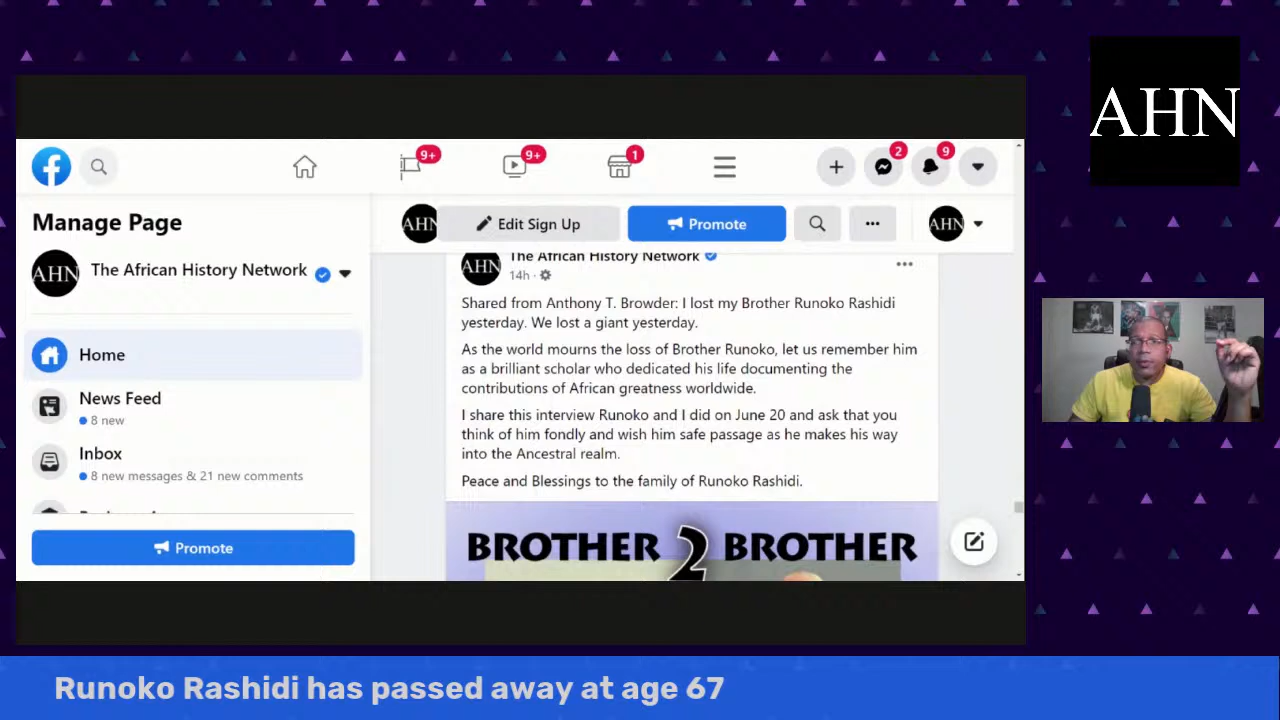 AHN
9+
9+
1
2
9
Manage Page
AHN
Edit Sign Up
Promote
AHN
AHN
The African History Network
AHN
The African History Network
14h
Shared from Anthony T. Browder: I lost my Brother Runoko Rashidi
yesterday. We lost a giant yesterday.
As the world mourns the loss of Brother Runoko, let us remember him
as a brilliant scholar who dedicated his life documenting the
contributions of African greatness worldwide.
I share this interview Runoko and I did on June 20 and ask that you
think of him fondly and wish him safe passage as he makes his way
into the Ancestral realm.
Peace and Blessings to the family of Runoko Rashidi.
Home
News Feed
8 new
Inbox
8 new messages & 21 new comments
Promote
BROTHER 2 BROTHER
Runoko Rashidi has passed away at age 67